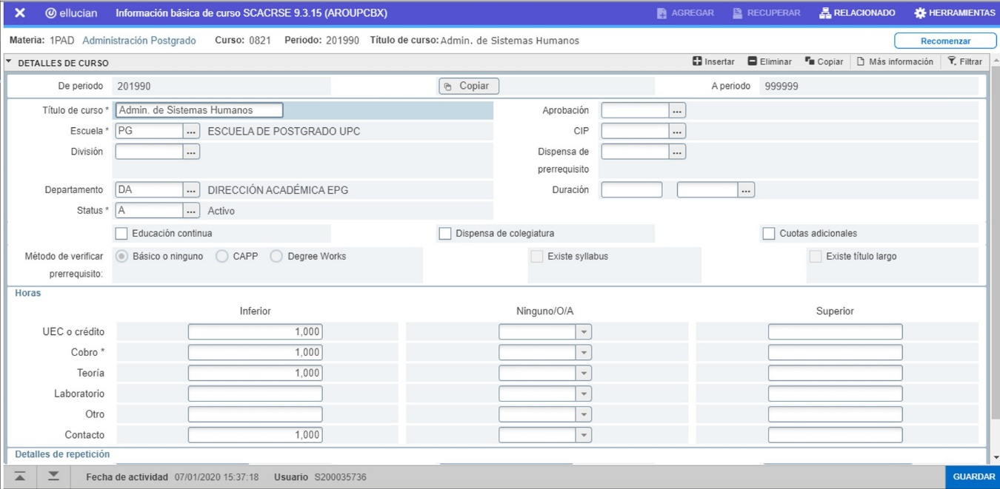 ✕ ellucian Información básica de curso SCACRSE 9.3.15 (AROUPCBX) AGREGAR RECUPERAR RELACIONADO HERRAMIENTAS
Materia: 1PAD Administración Postgrado Curso: 0821 Periodo: 201990 Título de curso: Admin. de Sistemas Humanos Recomenzar
DETALLES DE CURSO Insertar Eliminar Copiar Más información Filtrar
De periodo 201990 Copiar A periodo 999999
Título de curso * Admin. de Sistemas Humanos Aprobación ...
Escuela * PG ... ESCUELA DE POSTGRADO UPC CIP ...
División ... Dispensa de
prerrequisito ...
Departamento DA ... DIRECCIÓN ACADÉMICA EPG Duración ...
Status * A ... Activo
Educación continua Dispensa de colegiatura Cuotas adicionales
Método de verificar Básico o ninguno CAPP Degree Works Existe syllabus Existe título largo
prerrequisito:
Horas
Inferior Ninguno/O/A Superior
UEC o crédito 1,000
Cobro * 1,000
Teoría 1,000
Laboratorio
Otro
Contacto 1,000
Detalles de repetición
Fecha de actividad 07/01/2020 15:37:18 Usuario S200035736 GUARDAR